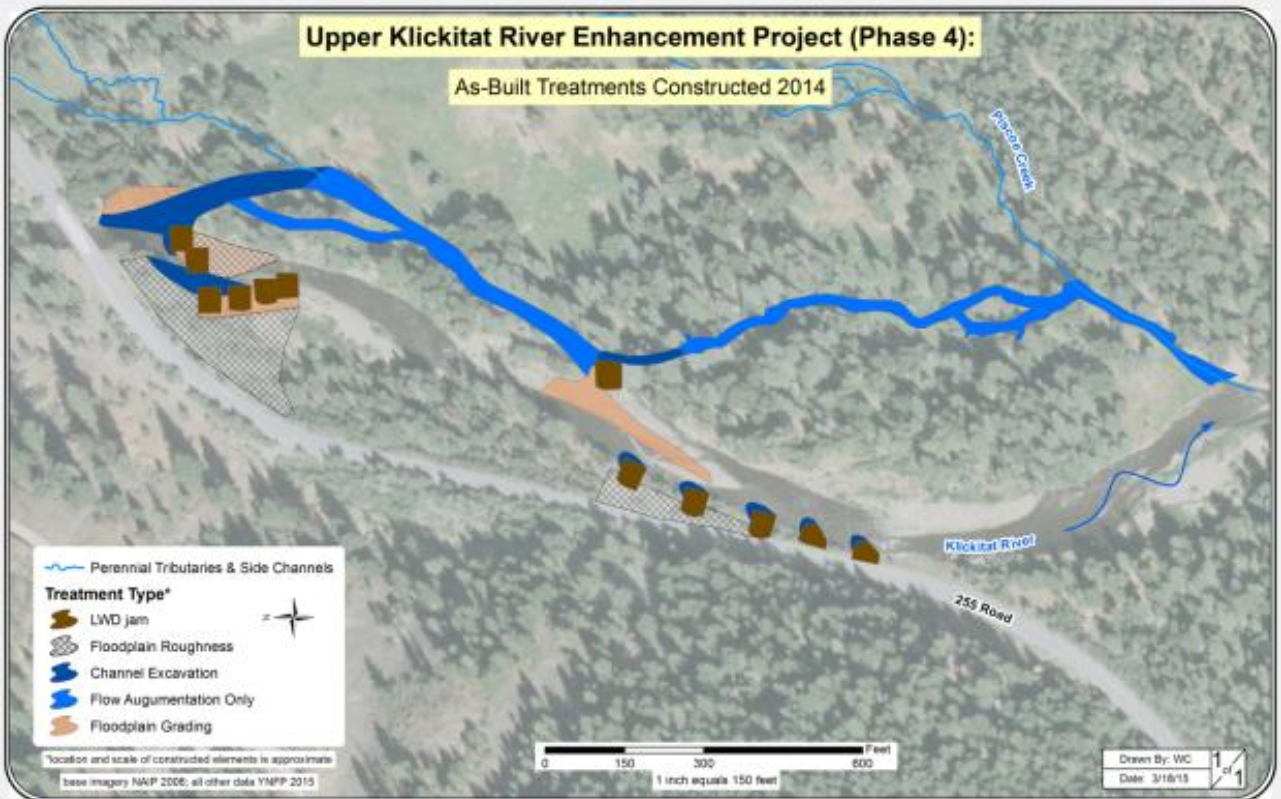 Upper Klickitat River Enhancement Project (Phase 4):
As-Built Treatments Constructed 2014
Piscoe Creek
Klickitat River
255 Road
Perennial Tributaries & Side Channels
Treatment Type*
N
LWD jam
Floodplain Roughness
Channel Excavation
Flow Augumentation Only
Floodplain Grading
*location and scale of constructed elements is approximate
base imagery NAIP 2006; all other data YNFP 2015
Feet
0 150 300 600
1 inch equals 150 feet
Drawn By: WC
Date: 3/18/15
1 of 1